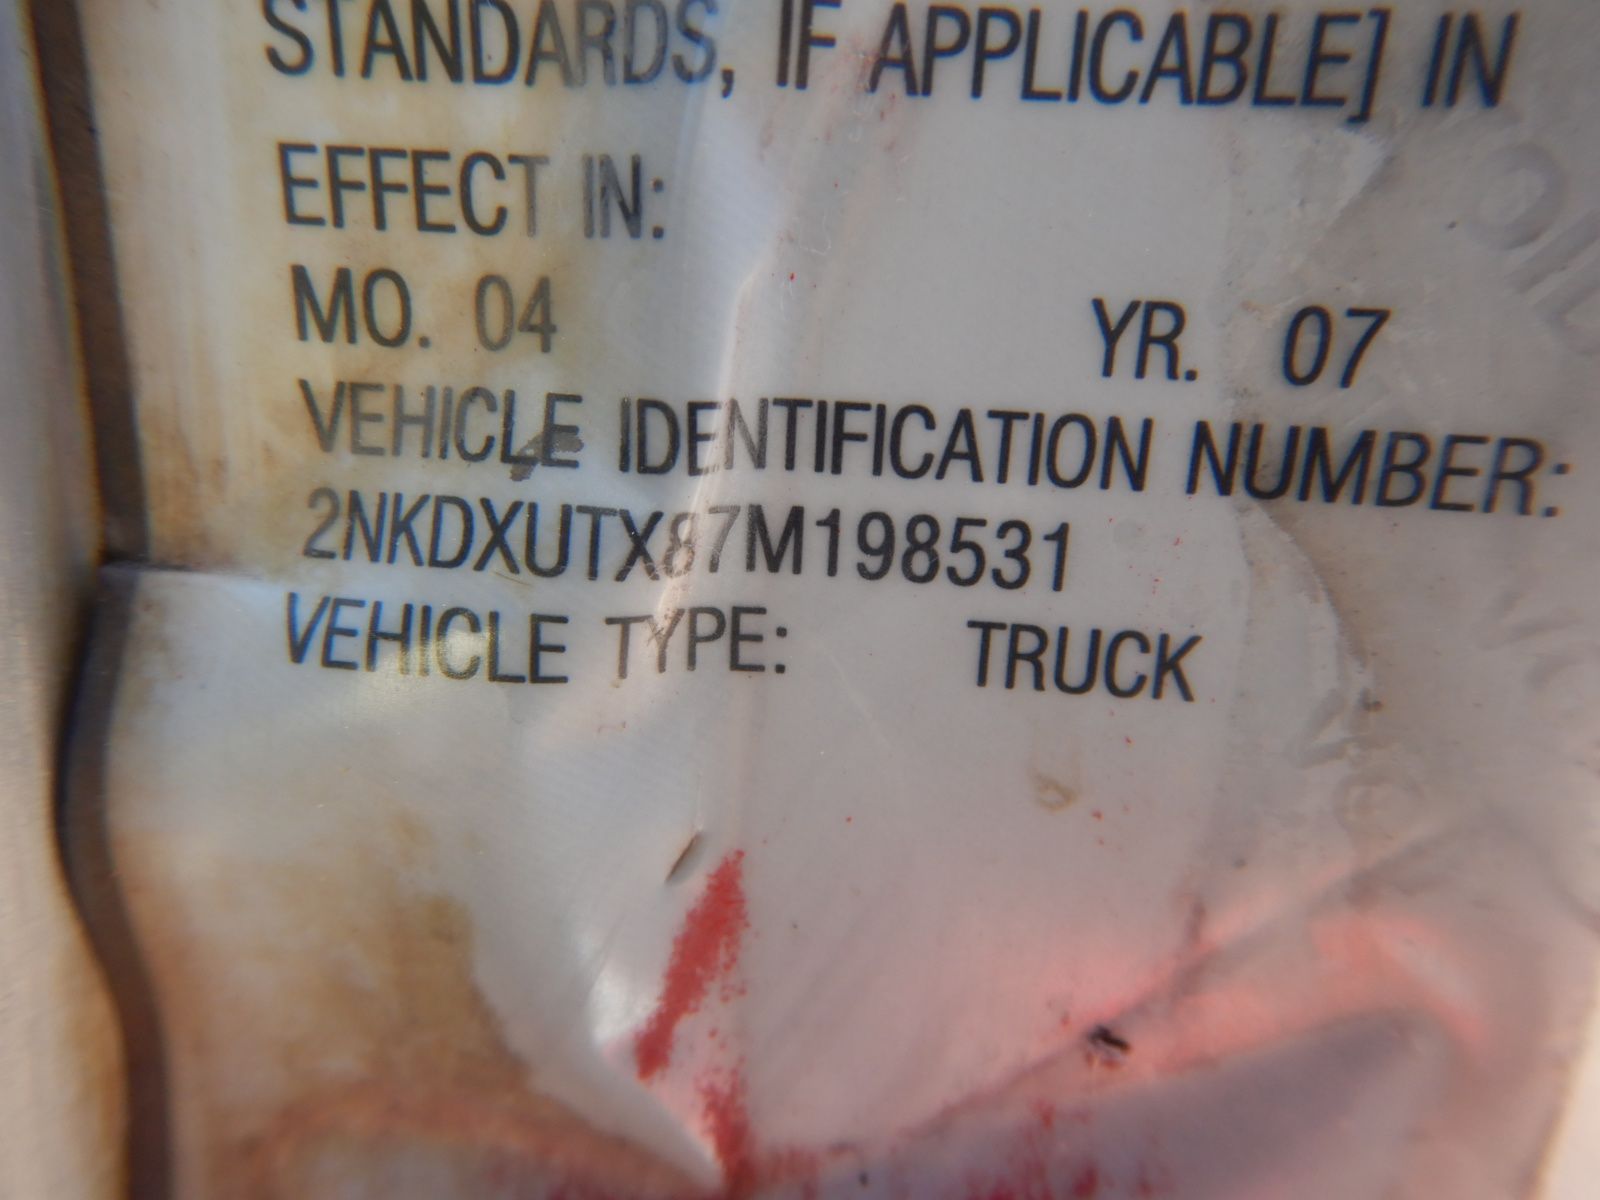 STANDARDS, IF APPLICABLE] IN
EFFECT IN:
MO. 04 YR. 07
VEHICLE IDENTIFICATION NUMBER:
2NKDXUTX87M198531
VEHICLE TYPE: TRUCK